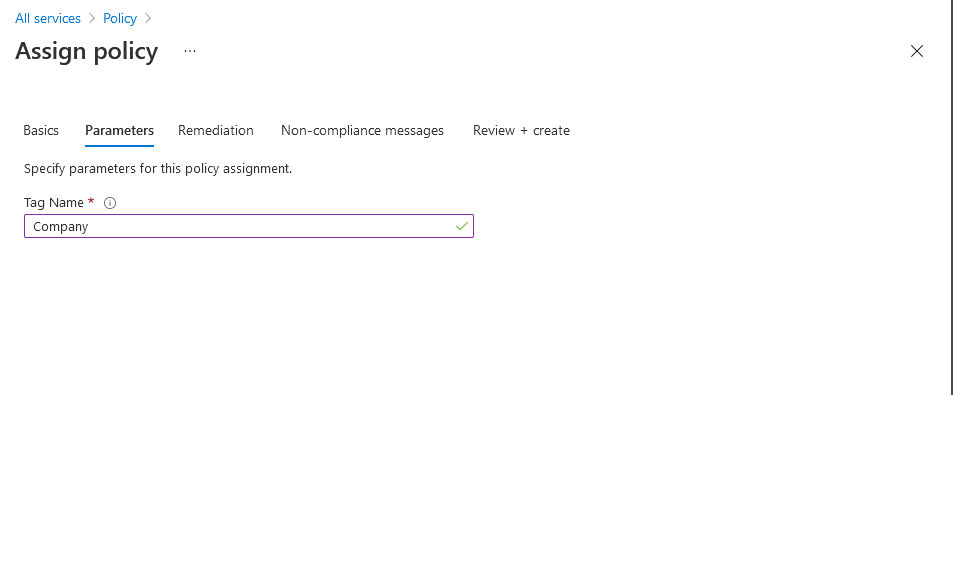 All services > Policy >
Assign policy ...
Basics Parameters Remediation Non-compliance messages Review + create
Specify parameters for this policy assignment.
Tag Name *
Company